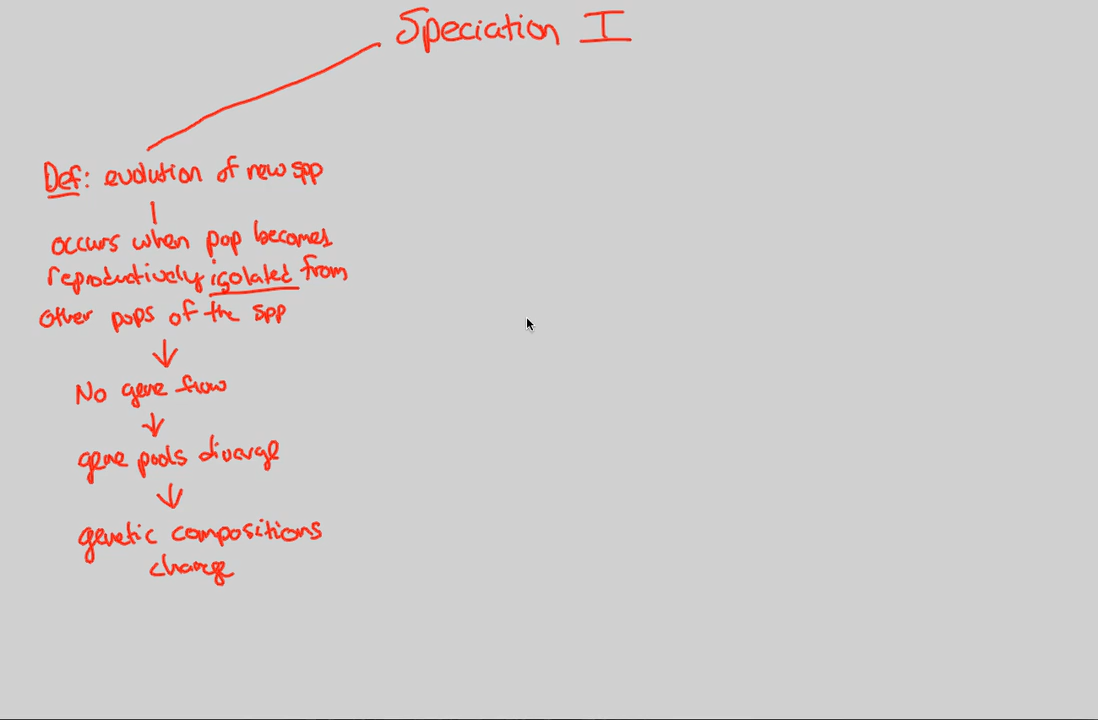 Speciation I
Def: evolution of new spp
occurs when pop becomes
reproductively isolated from
other pops of the spp
↓
No gene flow
↓
gene pools diverge
↓
genetic compositions
change